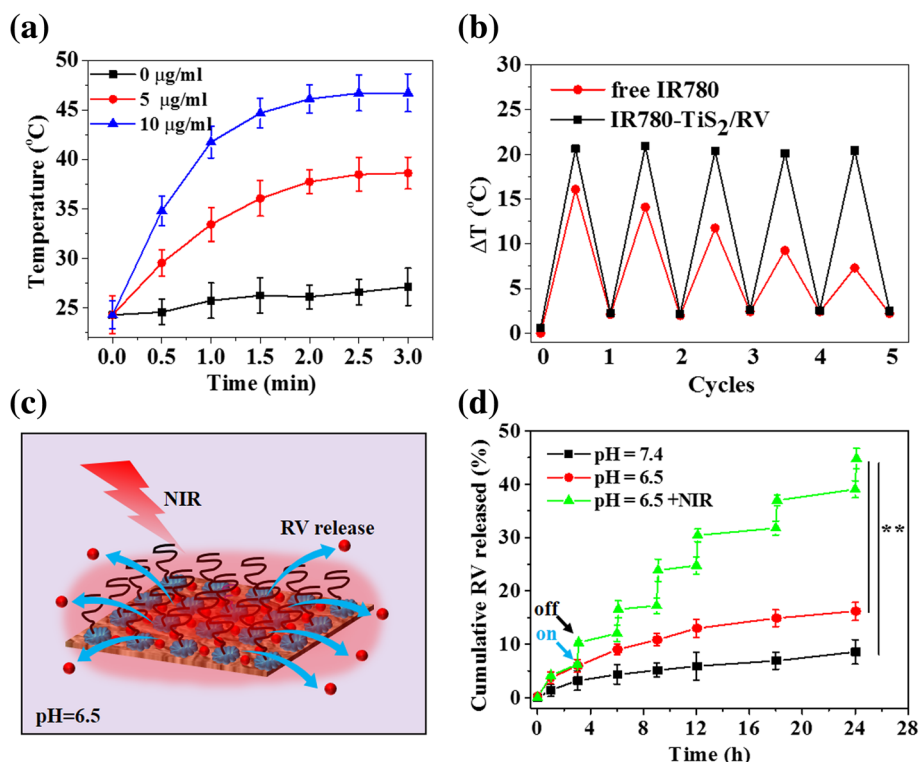 (a)
50
45
40
35
30
25
Temperature (°C)
0 μg/ml
5 μg/ml
10 μg/ml
0.0 0.5 1.0 1.5 2.0 2.5 3.0
Time (min)
(b)
30
25
20
15
10
5
0
ΔT (°C)
free IR780
IR780-TiS₂/RV
0 1 2 3 4 5
Cycles
(c)
NIR
RV release
pH=6.5
(d)
50
40
30
20
10
0
Cumulative RV released (%)
pH = 7.4
pH = 6.5
pH = 6.5 +NIR
off
on
**
0 4 8 12 16 20 24 28
Time (h)